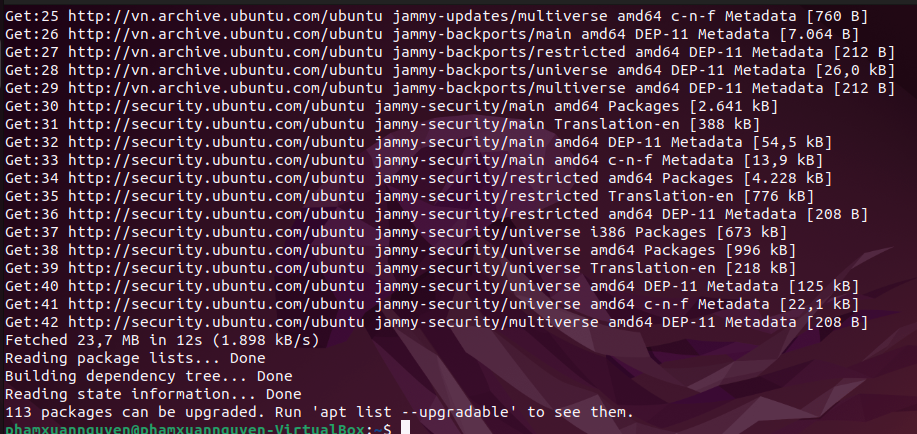 Get:25 http://vn.archive.ubuntu.com/ubuntu jammy-updates/multiverse amd64 c-n-f Metadata [760 B]
Get:26 http://vn.archive.ubuntu.com/ubuntu jammy-backports/main amd64 DEP-11 Metadata [7.064 B]
Get:27 http://vn.archive.ubuntu.com/ubuntu jammy-backports/restricted amd64 DEP-11 Metadata [212 B]
Get:28 http://vn.archive.ubuntu.com/ubuntu jammy-backports/universe amd64 DEP-11 Metadata [26,0 kB]
Get:29 http://vn.archive.ubuntu.com/ubuntu jammy-backports/multiverse amd64 DEP-11 Metadata [212 B]
Get:30 http://security.ubuntu.com/ubuntu jammy-security/main amd64 Packages [2.641 kB]
Get:31 http://security.ubuntu.com/ubuntu jammy-security/main Translation-en [388 kB]
Get:32 http://security.ubuntu.com/ubuntu jammy-security/main amd64 DEP-11 Metadata [54,5 kB]
Get:33 http://security.ubuntu.com/ubuntu jammy-security/main amd64 c-n-f Metadata [13,9 kB]
Get:34 http://security.ubuntu.com/ubuntu jammy-security/restricted amd64 Packages [4.228 kB]
Get:35 http://security.ubuntu.com/ubuntu jammy-security/restricted Translation-en [776 kB]
Get:36 http://security.ubuntu.com/ubuntu jammy-security/restricted amd64 DEP-11 Metadata [208 B]
Get:37 http://security.ubuntu.com/ubuntu jammy-security/universe i386 Packages [673 kB]
Get:38 http://security.ubuntu.com/ubuntu jammy-security/universe amd64 Packages [996 kB]
Get:39 http://security.ubuntu.com/ubuntu jammy-security/universe Translation-en [218 kB]
Get:40 http://security.ubuntu.com/ubuntu jammy-security/universe amd64 DEP-11 Metadata [125 kB]
Get:41 http://security.ubuntu.com/ubuntu jammy-security/universe amd64 c-n-f Metadata [22,1 kB]
Get:42 http://security.ubuntu.com/ubuntu jammy-security/multiverse amd64 DEP-11 Metadata [208 B]
Fetched 23,7 MB in 12s (1.898 kB/s)
Reading package lists... Done
Building dependency tree... Done
Reading state information... Done
113 packages can be upgraded. Run 'apt list --upgradable' to see them.
phamxuannguyen@phamxuannguyen-VirtualBox:~$